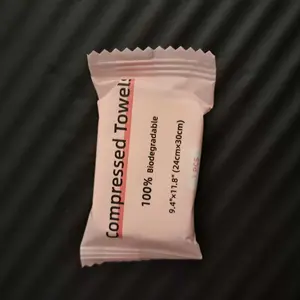 Compressed Towels
100% Biodegradable
9.4"×11.8" (24cm×30cm)